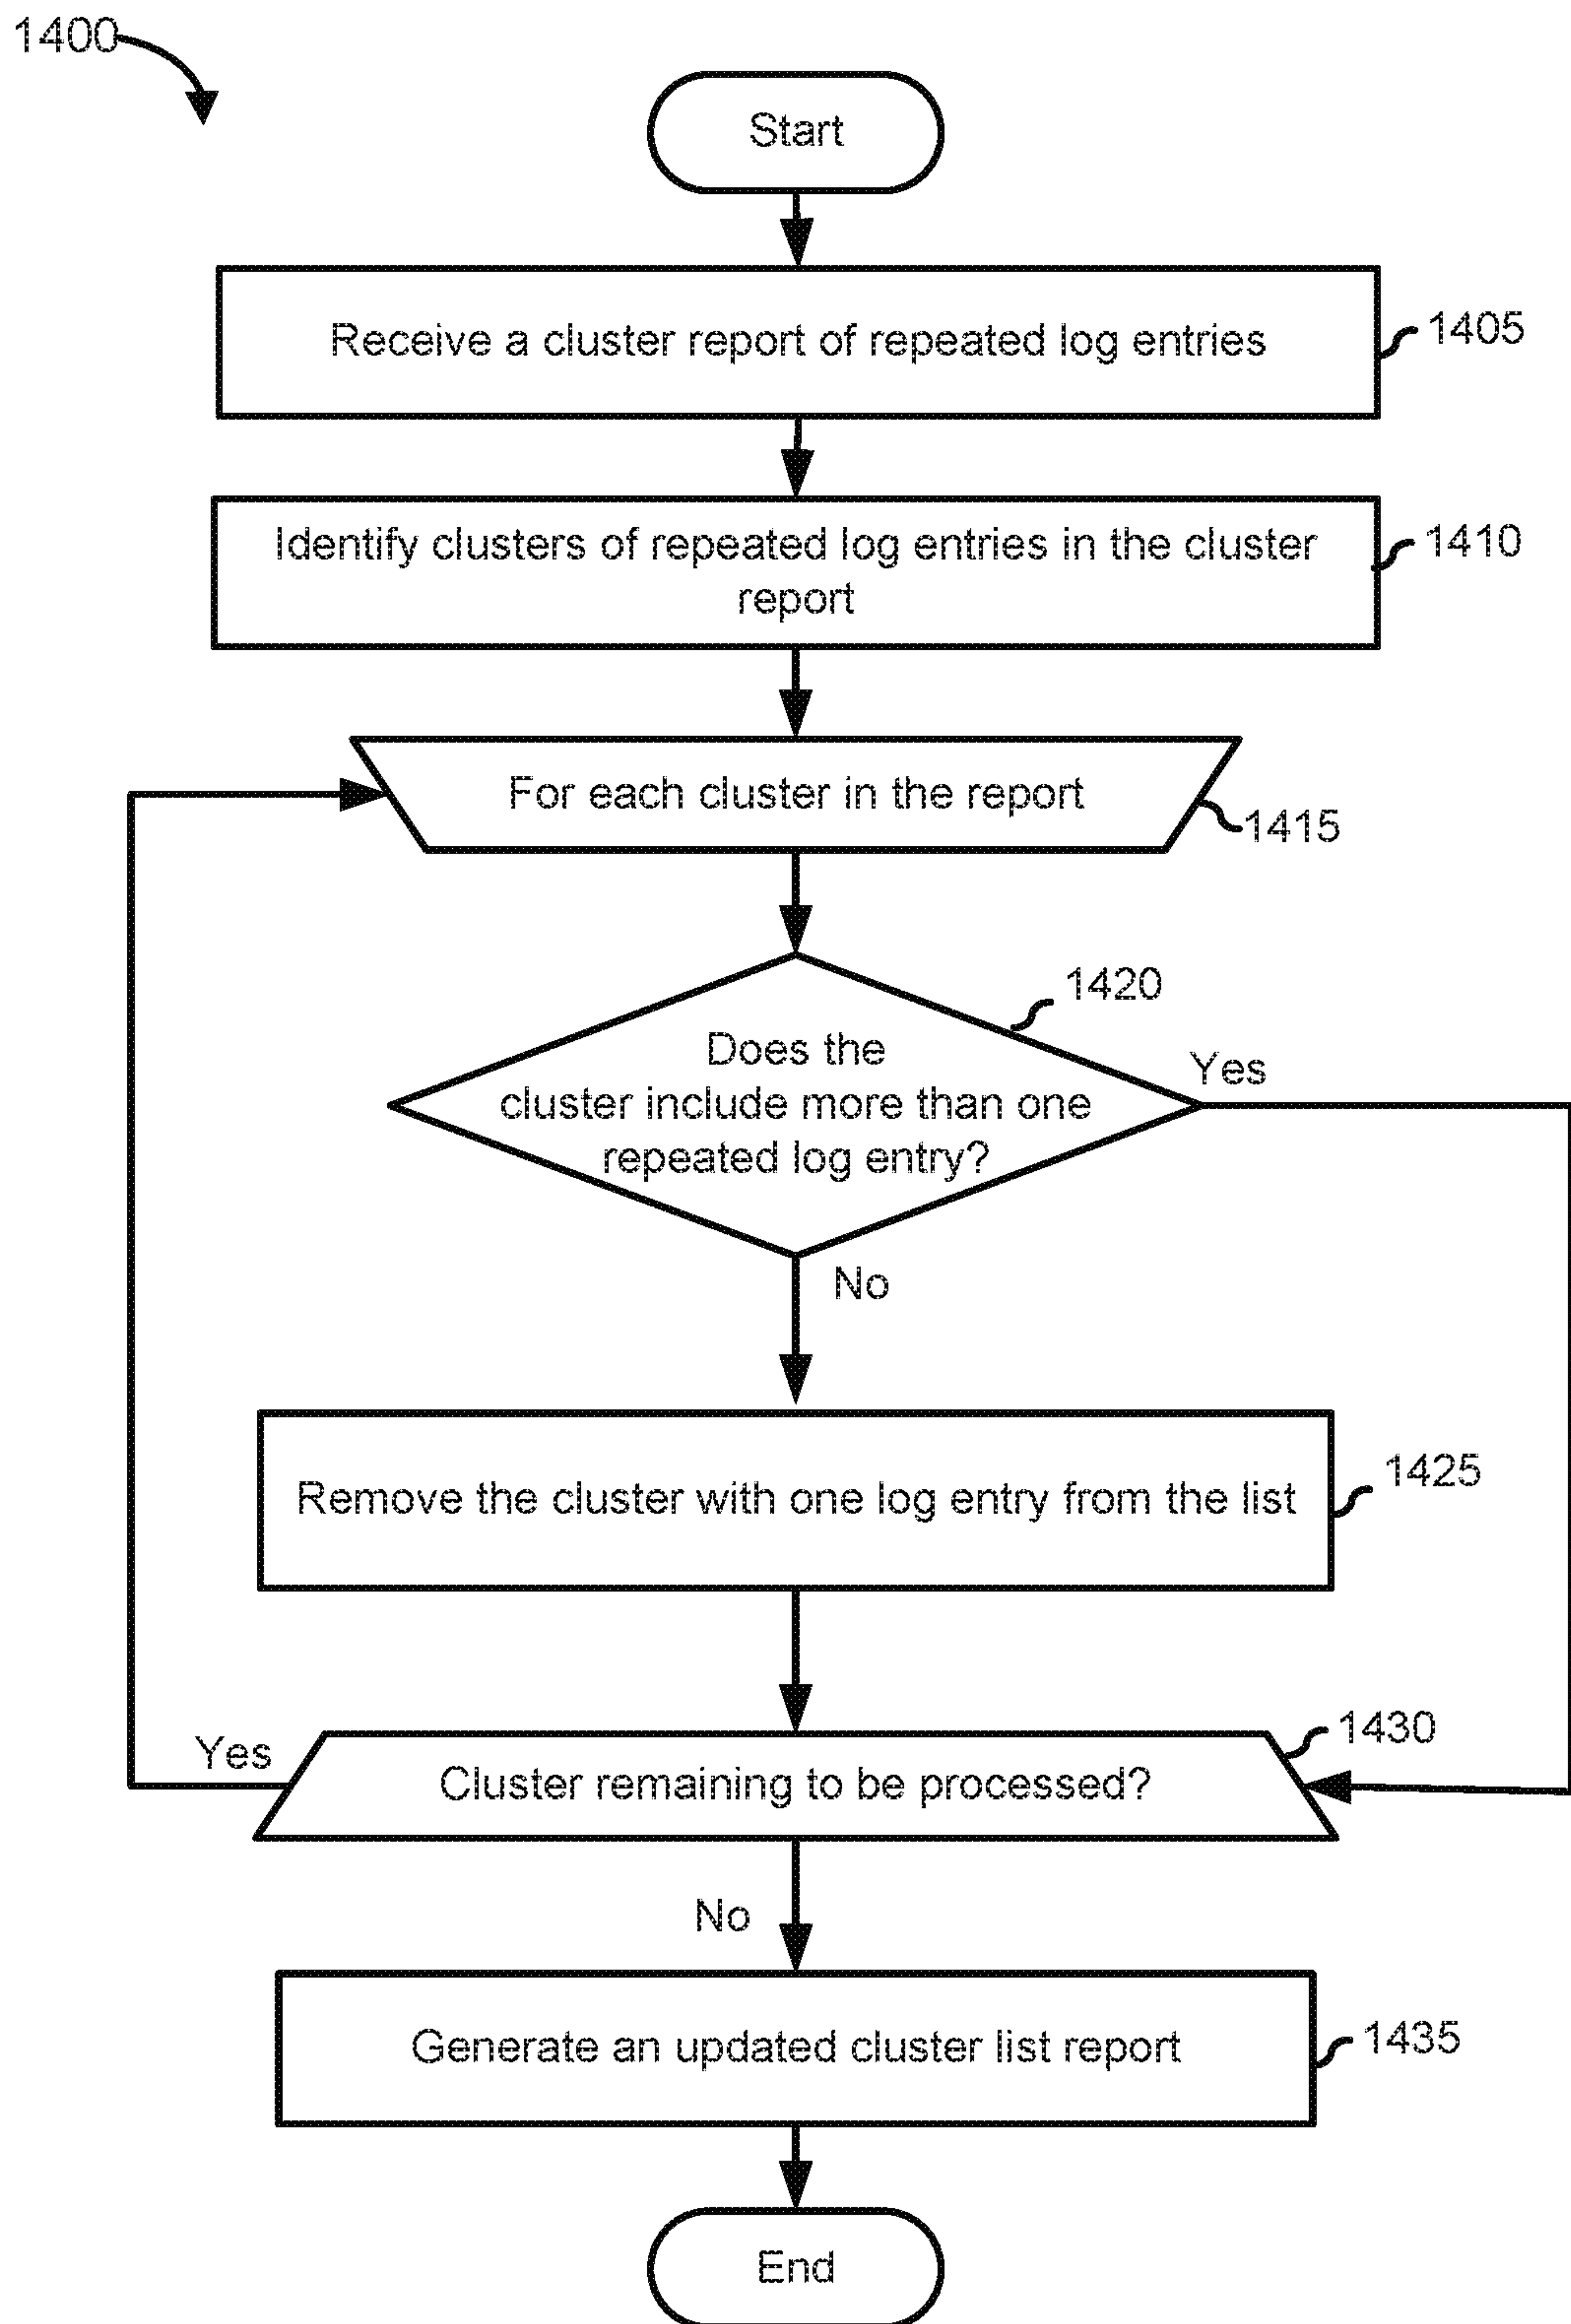 1400
Start
Receive a cluster report of repeated log entries
1405
Identify clusters of repeated log entries in the cluster
report
1410
For each cluster in the report
1415
1420
Does the
cluster include more than one
repeated log entry?
Yes
No
Remove the cluster with one log entry from the list
1425
Yes
Cluster remaining to be processed?
1430
No
Generate an updated cluster list report
1435
End